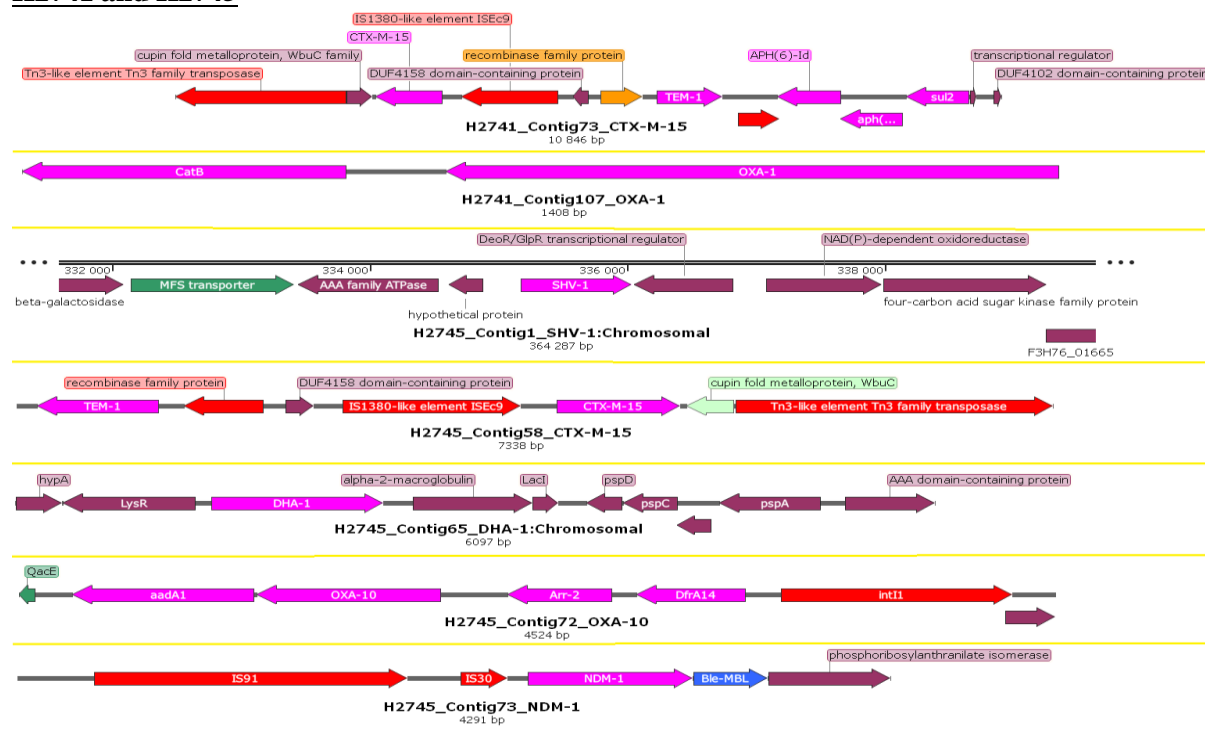 IS1380-like element ISEc9
CTX-M-15
cupin fold metalloprotein, WbuC family
recombinase family protein
APH(6)-Id
transcriptional regulator
Tn3-like element Tn3 family transposase
DUF4158 domain-containing protein
DUF4102 domain-containing protein
TEM-1
sul2
aph(...
H2741_Contig73_CTX-M-15
10 846 bp
CatB
OXA-1
H2741_Contig107_OXA-1
1408 bp
DeoR/GlpR transcriptional regulator
NAD(P)-dependent oxidoreductase
332 000
334 000
336 000
338 000
MFS transporter
AAA family ATPase
SHV-1
beta-galactosidase
four-carbon acid sugar kinase family protein
hypothetical protein
H2745_Contig1_SHV-1:Chromosomal
364 287 bp
F3H76_01665
recombinase family protein
DUF4158 domain-containing protein
cupin fold metalloprotein, WbuC
TEM-1
IS1380-like element ISEc9
CTX-M-15
Tn3-like element Tn3 family transposase
H2745_Contig58_CTX-M-15
7338 bp
hypA
alpha-2-macroglobulin
LacI
pspD
AAA domain-containing protein
LysR
DHA-1
pspC
pspA
H2745_Contig65_DHA-1:Chromosomal
6097 bp
QacE
aadA1
OXA-10
Arr-2
DfrA14
intI1
H2745_Contig72_OXA-10
4524 bp
phosphoribosylanthranilate isomerase
IS91
IS30
NDM-1
Ble-MBL
H2745_Contig73_NDM-1
4291 bp